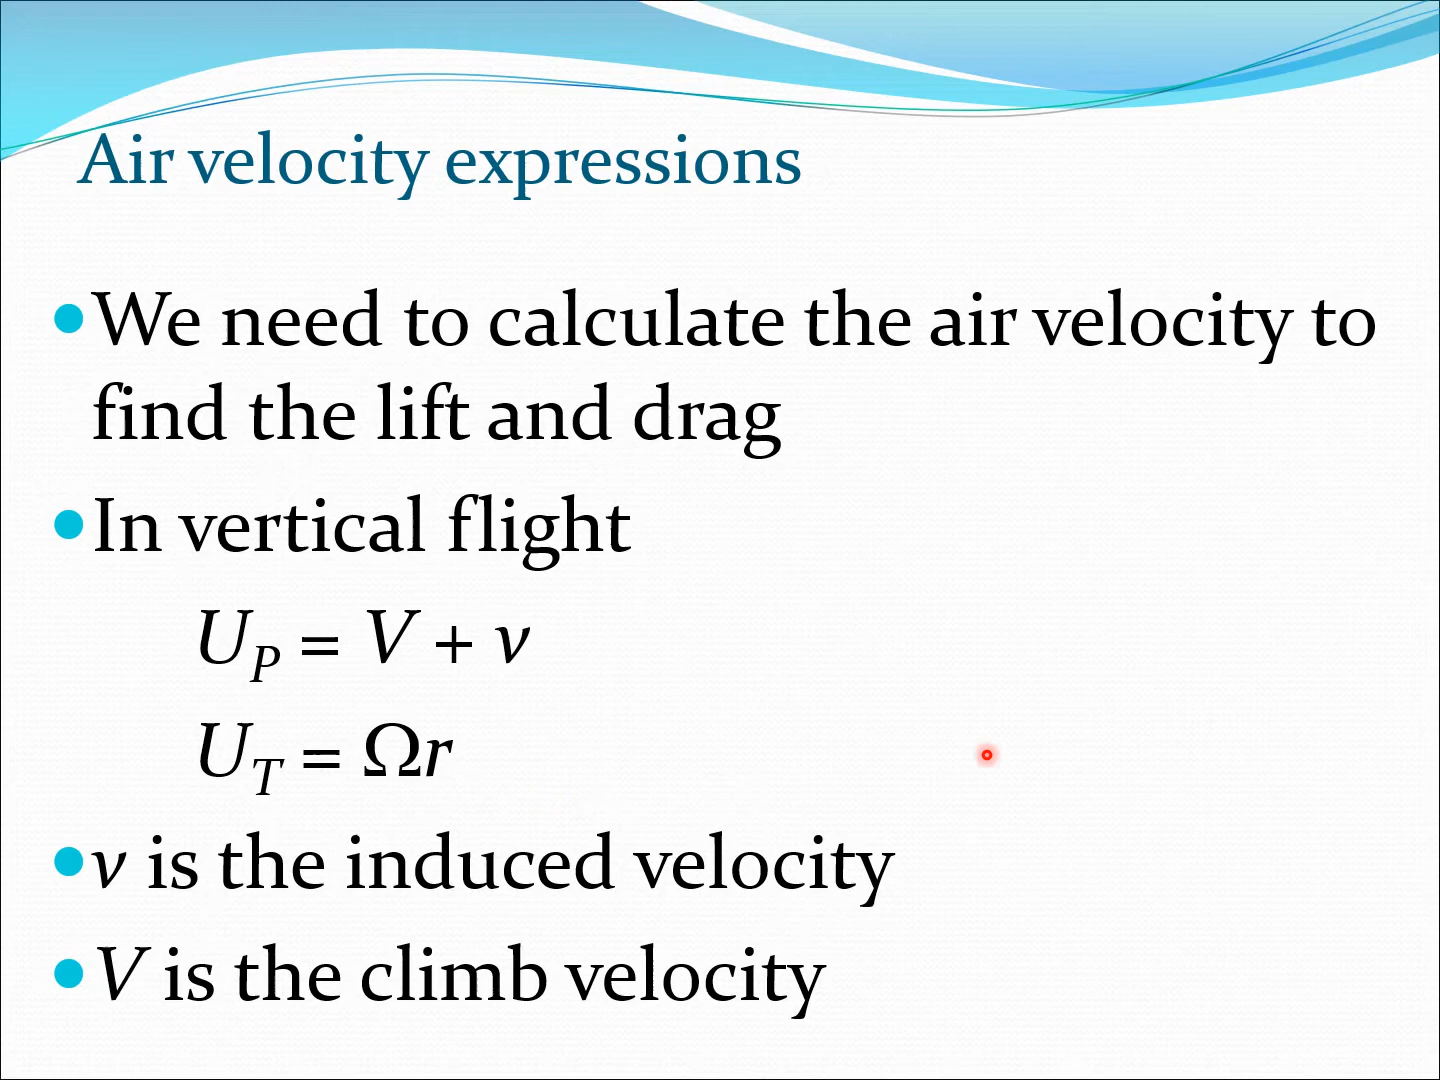 Air velocity expressions
We need to calculate the air velocity to
find the lift and drag
In vertical flight
U_P = V + v
U_T = Ωr
v is the induced velocity
V is the climb velocity